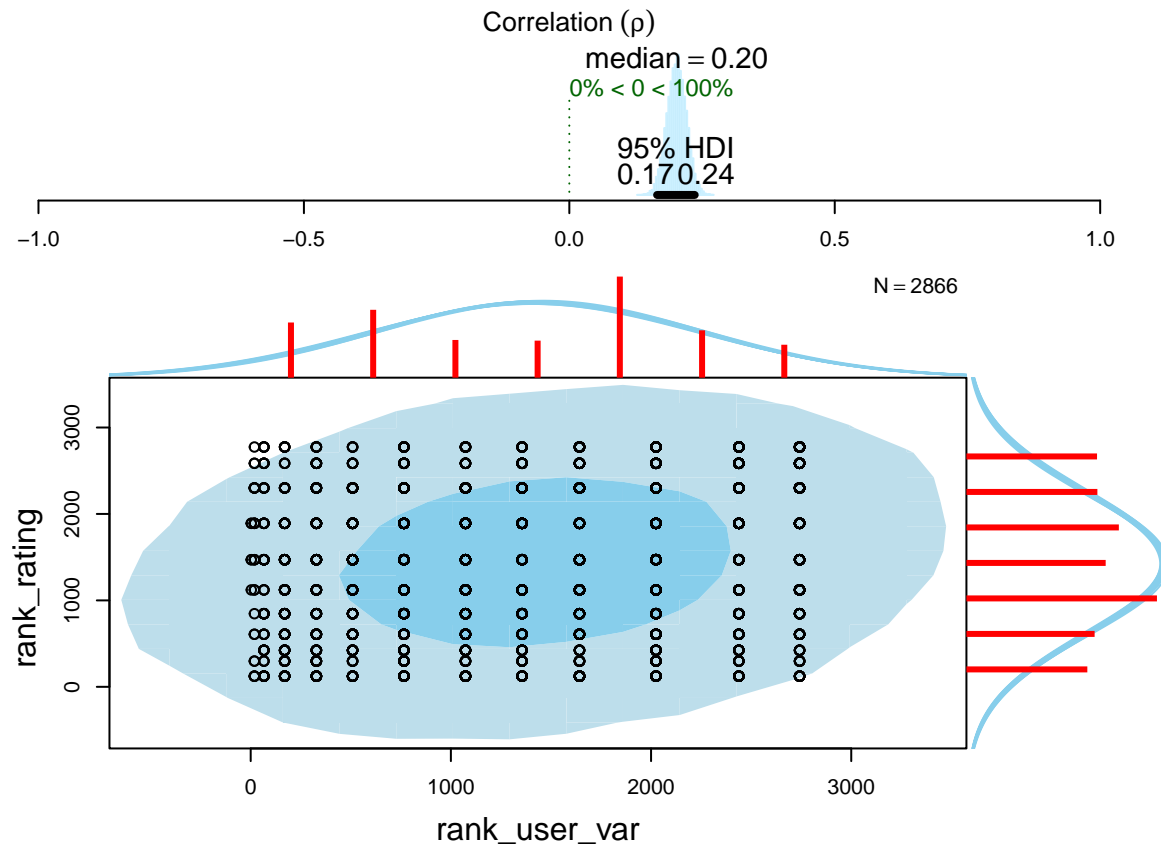 Correlation (ρ)
median = 0.20
0% < 0 < 100%
95% HDI
0.17 0.24
−1.0 −0.5 0.0 0.5 1.0
N = 2866
3000
2000
1000
0
rank_rating
0 1000 2000 3000
rank_user_var